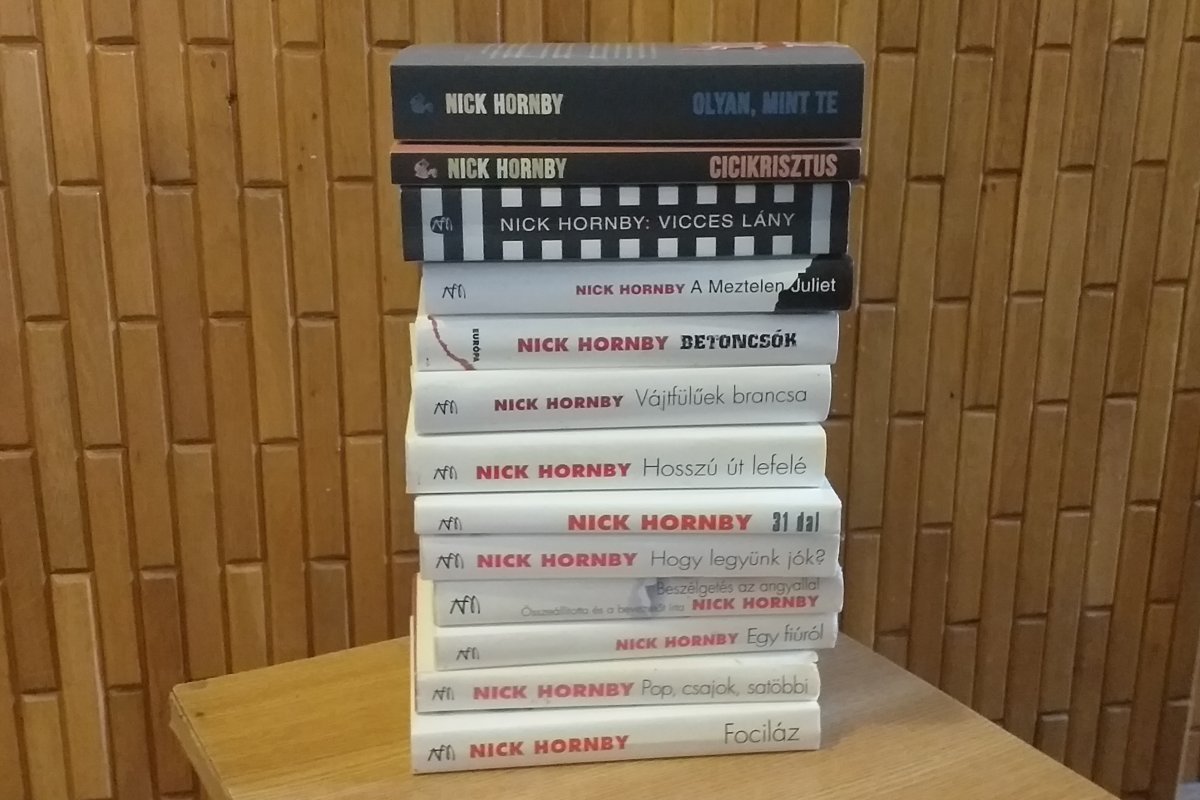 NICK HORNBY OLYAN, MINT TE
NICK HORNBY CICIKRISZTUS
NICK HORNBY: VICCES LÁNY
NICK HORNBY A Meztelen Juliet
EURÓPA NICK HORNBY BETONCSÓK
NICK HORNBY Vájtfülűek brancsa
NICK HORNBY Hosszú út lefelé
NICK HORNBY 31 dal
NICK HORNBY Hogy legyünk jók?
Beszélgetés az angyallal
Összeállította és a bevezetőt írta NICK HORNBY
NICK HORNBY Egy fiúról
NICK HORNBY Pop, csajok, satöbbi
NICK HORNBY Fociláz